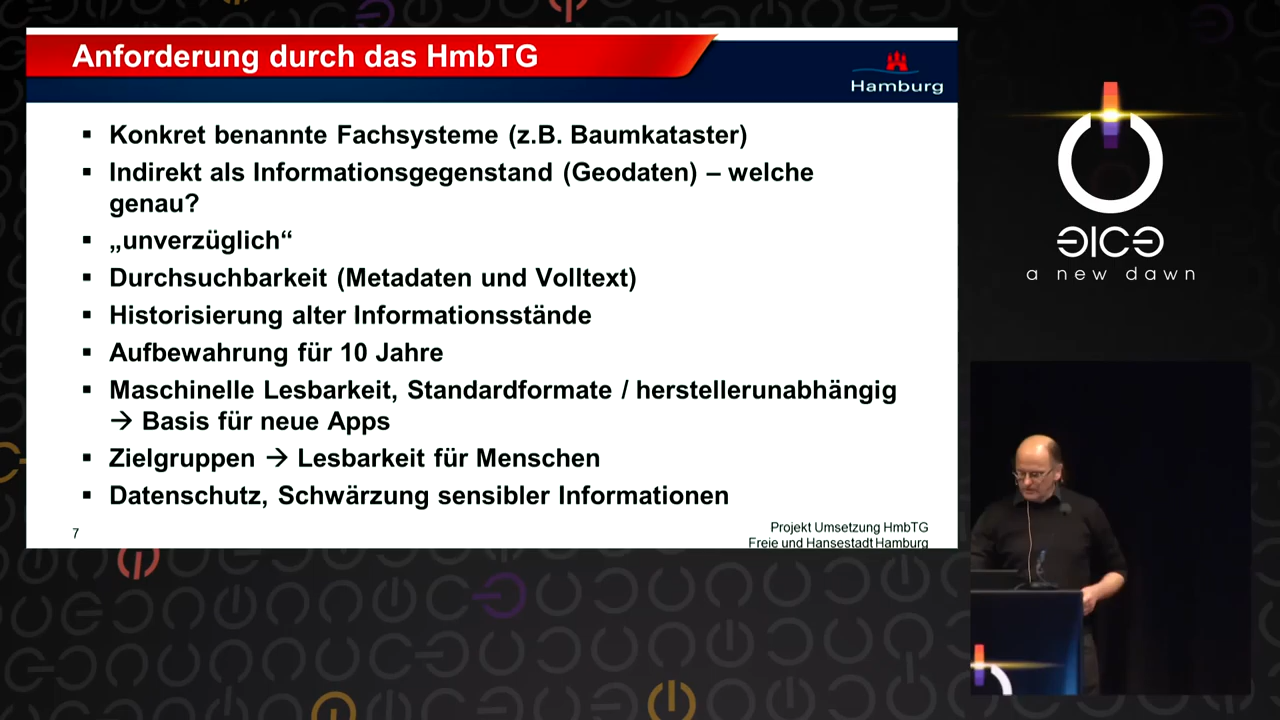 Anforderung durch das HmbTG
Hamburg
▪ Konkret benannte Fachsysteme (z.B. Baumkataster)
▪ Indirekt als Informationsgegenstand (Geodaten) – welche
genau?
▪ „unverzüglich“
▪ Durchsuchbarkeit (Metadaten und Volltext)
▪ Historisierung alter Informationsstände
▪ Aufbewahrung für 10 Jahre
▪ Maschinelle Lesbarkeit, Standardformate / herstellerunabhängig
→ Basis für neue Apps
▪ Zielgruppen → Lesbarkeit für Menschen
▪ Datenschutz, Schwärzung sensibler Informationen
7
Projekt Umsetzung HmbTG
Freie und Hansestadt Hamburg
a new dawn